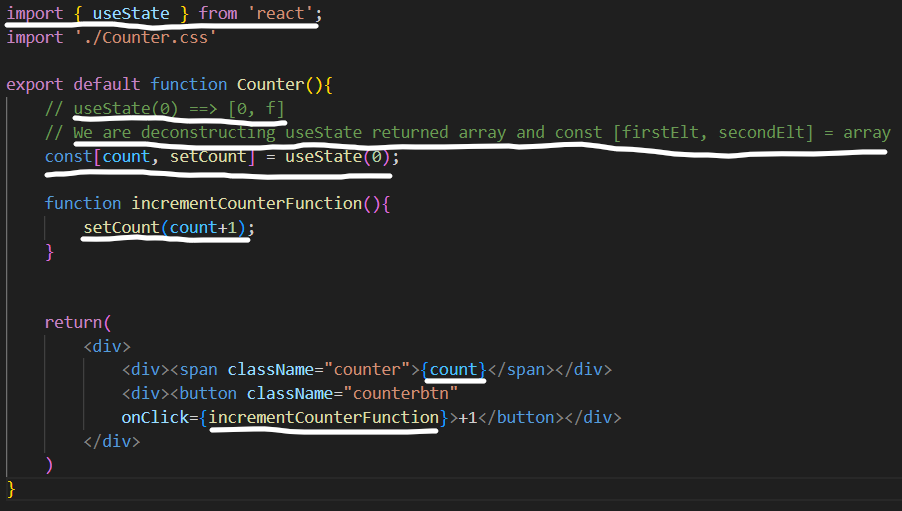 import { useState } from 'react';
import './Counter.css'
export default function Counter(){
// useState(0) ==> [0, f]
// We are deconstructing useState returned array and const [firstElt, secondElt] = array
const[count, setCount] = useState(0);
function incrementCounterFunction(){
setCount(count+1);
}
return(
<div>
<div><span className="counter">{count}</span></div>
<div><button className="counterbtn"
onClick={incrementCounterFunction}>+1</button></div>
</div>
)
}